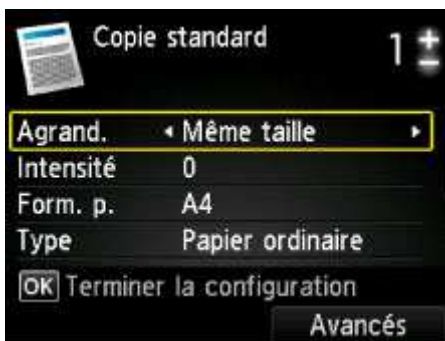 Copie standard 1 + -
Agrand. Même taille
Intensité 0
Form. p. A4
Type Papier ordinaire
OK Terminer la configuration
Avancés